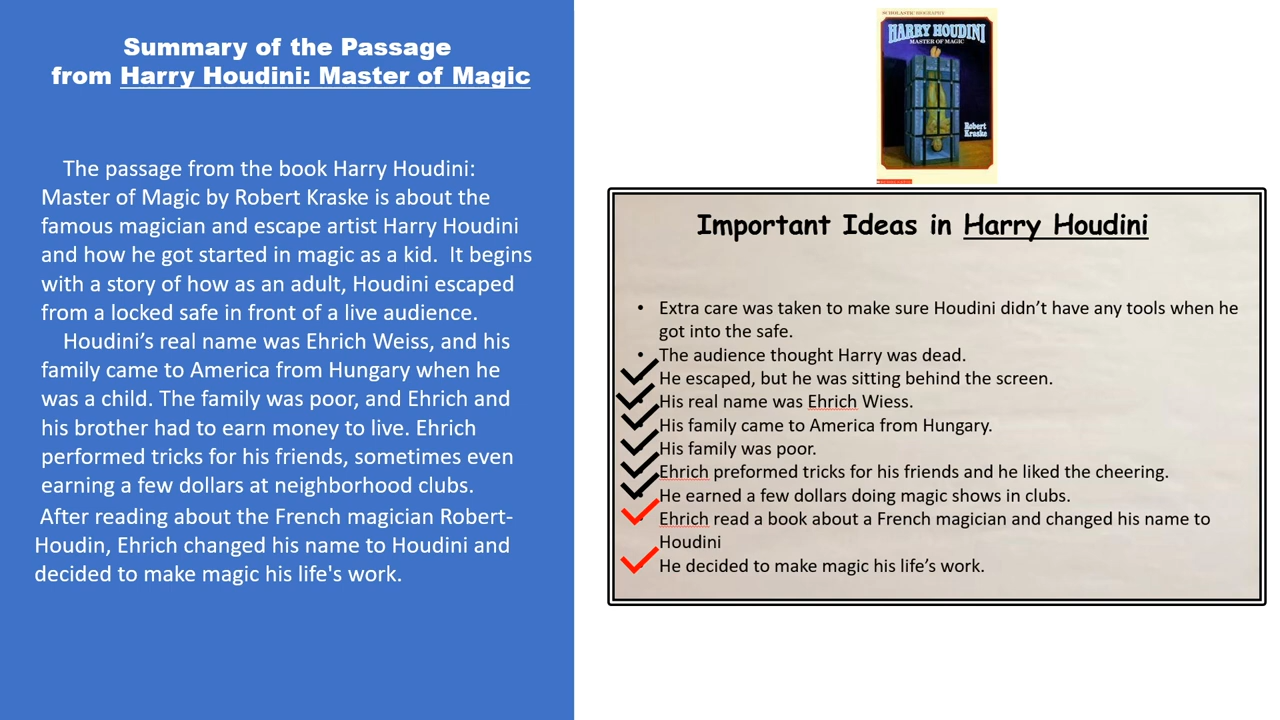 Summary of the Passage
from Harry Houdini: Master of Magic
The passage from the book Harry Houdini:
Master of Magic by Robert Kraske is about the
famous magician and escape artist Harry Houdini
and how he got started in magic as a kid.  It begins
with a story of how as an adult, Houdini escaped
from a locked safe in front of a live audience.
Houdini’s real name was Ehrich Weiss, and his
family came to America from Hungary when he
was a child. The family was poor, and Ehrich and
his brother had to earn money to live. Ehrich
performed tricks for his friends, sometimes even
earning a few dollars at neighborhood clubs.
After reading about the French magician Robert-
Houdin, Ehrich changed his name to Houdini and
decided to make magic his life's work.
SCHOLASTIC BIOGRAPHY
HARRY HOUDINI
MASTER OF MAGIC
Robert
Kraske
Important Ideas in Harry Houdini
• Extra care was taken to make sure Houdini didn’t have any tools when he
got into the safe.
• The audience thought Harry was dead.
He escaped, but he was sitting behind the screen.
• His real name was Ehrich Wiess.
His family came to America from Hungary.
His family was poor.
Ehrich preformed tricks for his friends and he liked the cheering.
• He earned a few dollars doing magic shows in clubs.
• Ehrich read a book about a French magician and changed his name to
Houdini
• He decided to make magic his life’s work.